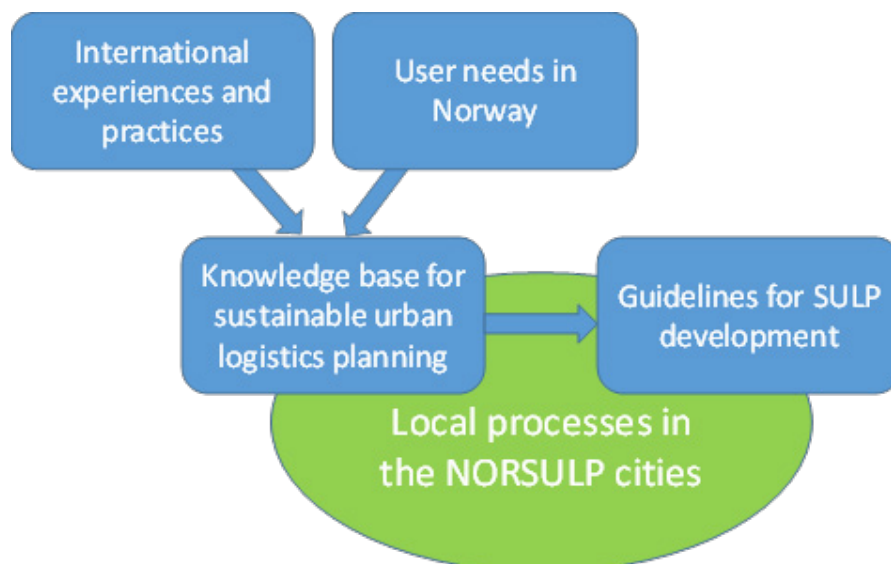 International
experiences and
practices
User needs in
Norway
Knowledge base for
sustainable urban
logistics planning
Guidelines for SULP
development
Local processes in
the NORSULP cities